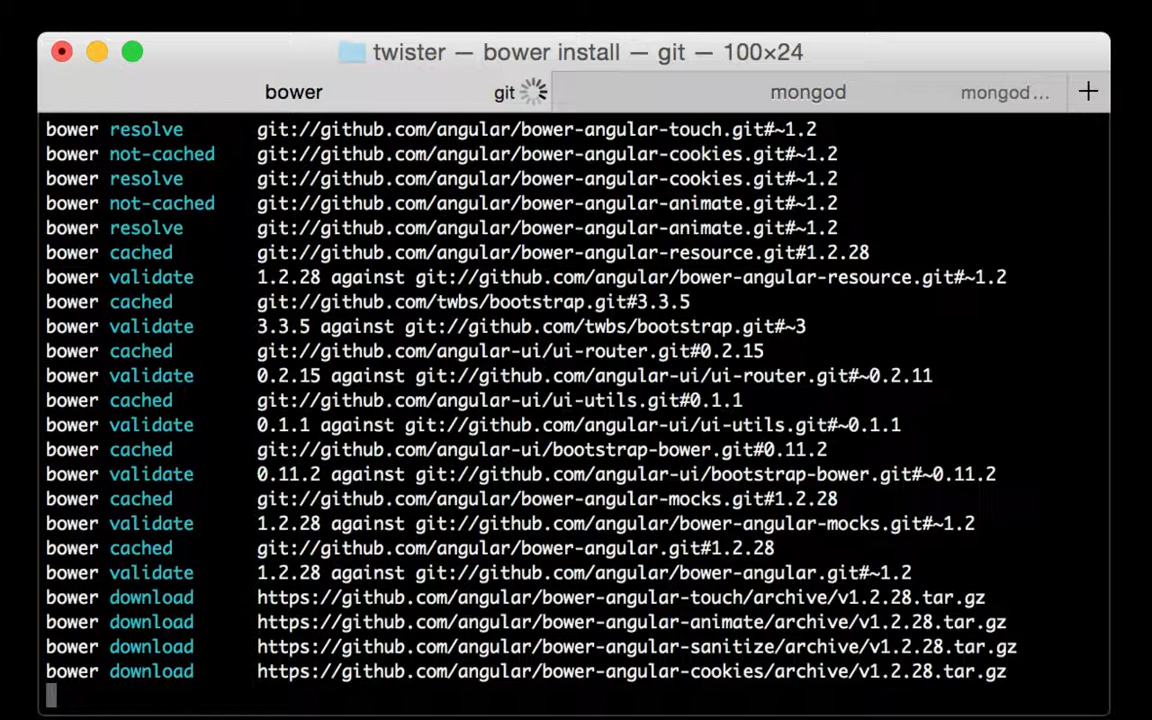 twister — bower install — git — 100×24
bower git mongod mongod... +
bower resolve git://github.com/angular/bower-angular-touch.git#~1.2
bower not-cached git://github.com/angular/bower-angular-cookies.git#~1.2
bower resolve git://github.com/angular/bower-angular-cookies.git#~1.2
bower not-cached git://github.com/angular/bower-angular-animate.git#~1.2
bower resolve git://github.com/angular/bower-angular-animate.git#~1.2
bower cached git://github.com/angular/bower-angular-resource.git#1.2.28
bower validate 1.2.28 against git://github.com/angular/bower-angular-resource.git#~1.2
bower cached git://github.com/twbs/bootstrap.git#3.3.5
bower validate 3.3.5 against git://github.com/twbs/bootstrap.git#~3
bower cached git://github.com/angular-ui/ui-router.git#0.2.15
bower validate 0.2.15 against git://github.com/angular-ui/ui-router.git#~0.2.11
bower cached git://github.com/angular-ui/ui-utils.git#0.1.1
bower validate 0.1.1 against git://github.com/angular-ui/ui-utils.git#~0.1.1
bower cached git://github.com/angular-ui/bootstrap-bower.git#0.11.2
bower validate 0.11.2 against git://github.com/angular-ui/bootstrap-bower.git#~0.11.2
bower cached git://github.com/angular/bower-angular-mocks.git#1.2.28
bower validate 1.2.28 against git://github.com/angular/bower-angular-mocks.git#~1.2
bower cached git://github.com/angular/bower-angular.git#1.2.28
bower validate 1.2.28 against git://github.com/angular/bower-angular.git#~1.2
bower download https://github.com/angular/bower-angular-touch/archive/v1.2.28.tar.gz
bower download https://github.com/angular/bower-angular-animate/archive/v1.2.28.tar.gz
bower download https://github.com/angular/bower-angular-sanitize/archive/v1.2.28.tar.gz
bower download https://github.com/angular/bower-angular-cookies/archive/v1.2.28.tar.gz